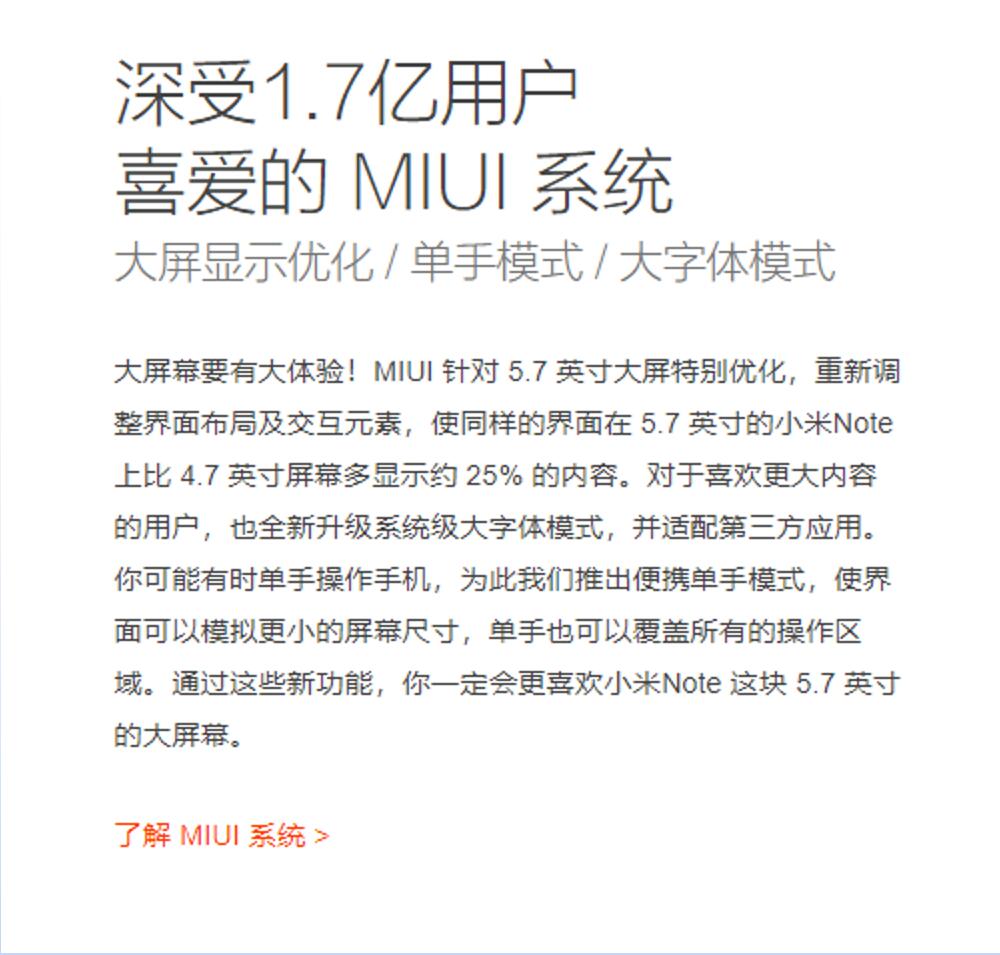 深受1.7亿用户
喜爱的 MIUI 系统
大屏显示优化 / 单手模式 / 大字体模式
大屏幕要有大体验！MIUI 针对 5.7 英寸大屏特别优化，重新调
整界面布局及交互元素，使同样的界面在 5.7 英寸的小米Note
上比 4.7 英寸屏幕多显示约 25% 的内容。对于喜欢更大内容
的用户，也全新升级系统级大字体模式，并适配第三方应用。
你可能有时单手操作手机，为此我们推出便携单手模式，使界
面可以模拟更小的屏幕尺寸，单手也可以覆盖所有的操作区
域。通过这些新功能，你一定会更喜欢小米Note 这块 5.7 英寸
的大屏幕。
了解 MIUI 系统 >